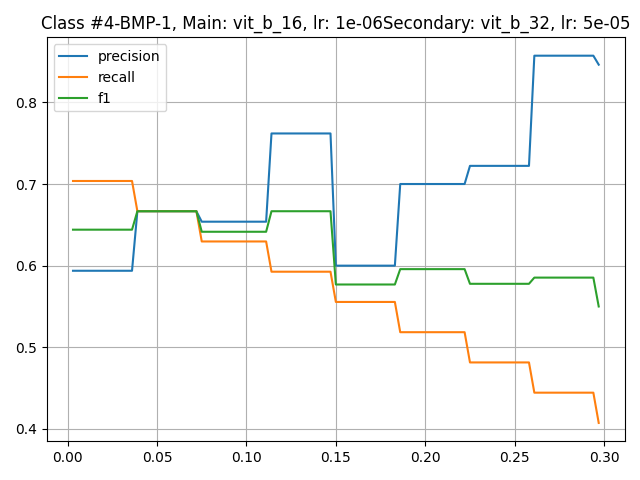 Class #4-BMP-1, Main: vit_b_16, lr: 1e-06Secondary: vit_b_32, lr: 5e-05
precision
recall
f1
0.8
0.7
0.6
0.5
0.4
0.00 0.05 0.10 0.15 0.20 0.25 0.30